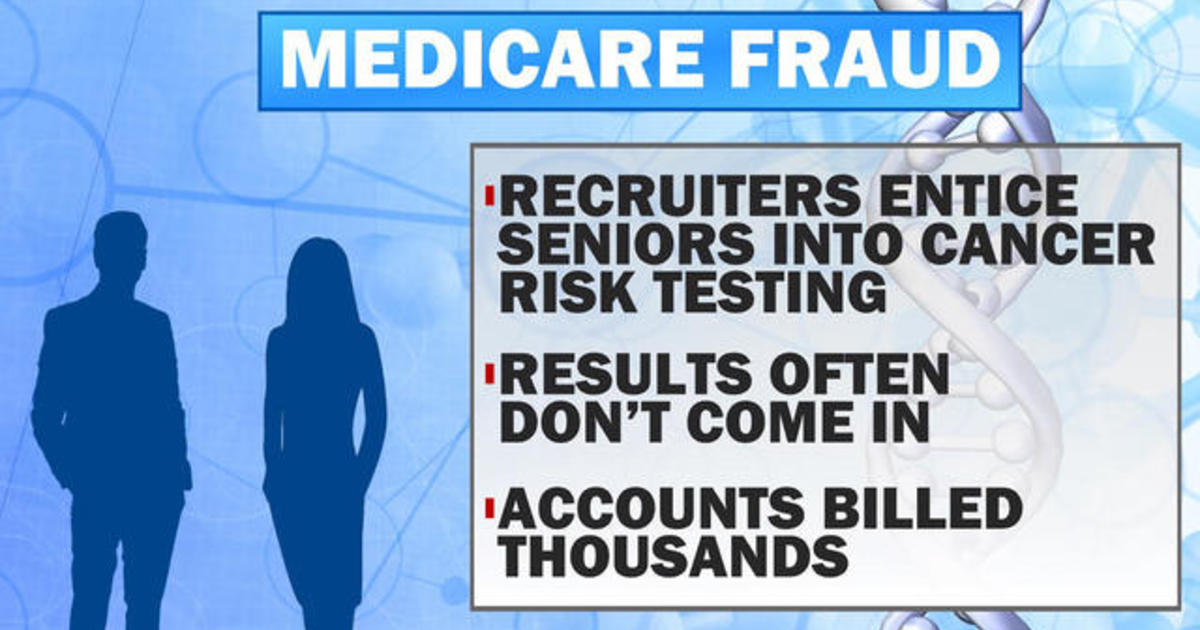 MEDICARE FRAUD
RECRUITERS ENTICE
SENIORS INTO CANCER
RISK TESTING
RESULTS OFTEN
DON'T COME IN
ACCOUNTS BILLED
THOUSANDS